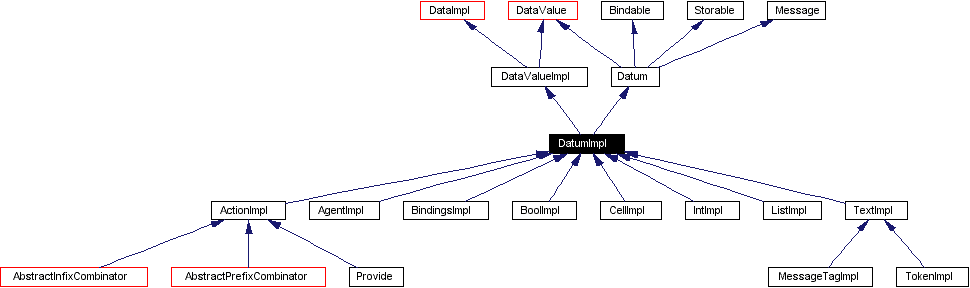 DataImpl DataValue Bindable Storable Message
DataValueImpl Datum
DatumImpl
ActionImpl AgentImpl BindingsImpl BoolImpl CellImpl IntImpl ListImpl TextImpl
AbstractInfixCombinator AbstractPrefixCombinator Provide MessageTagImpl TokenImpl